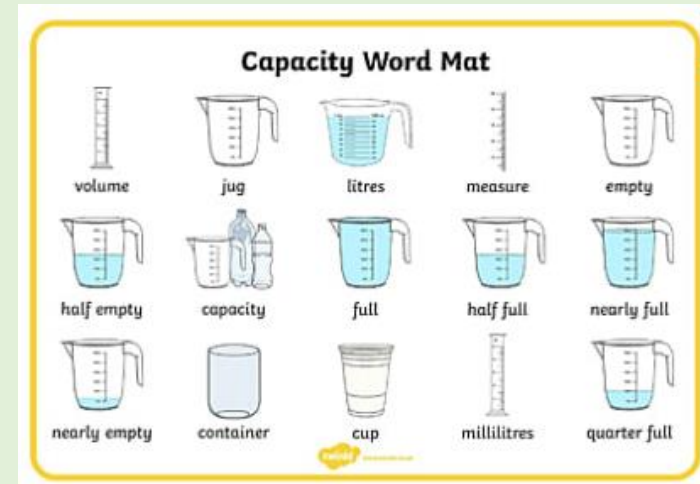 Capacity Word Mat
volume jug litres measure empty
half empty capacity full half full nearly full
nearly empty container cup millilitres quarter full
twinkl